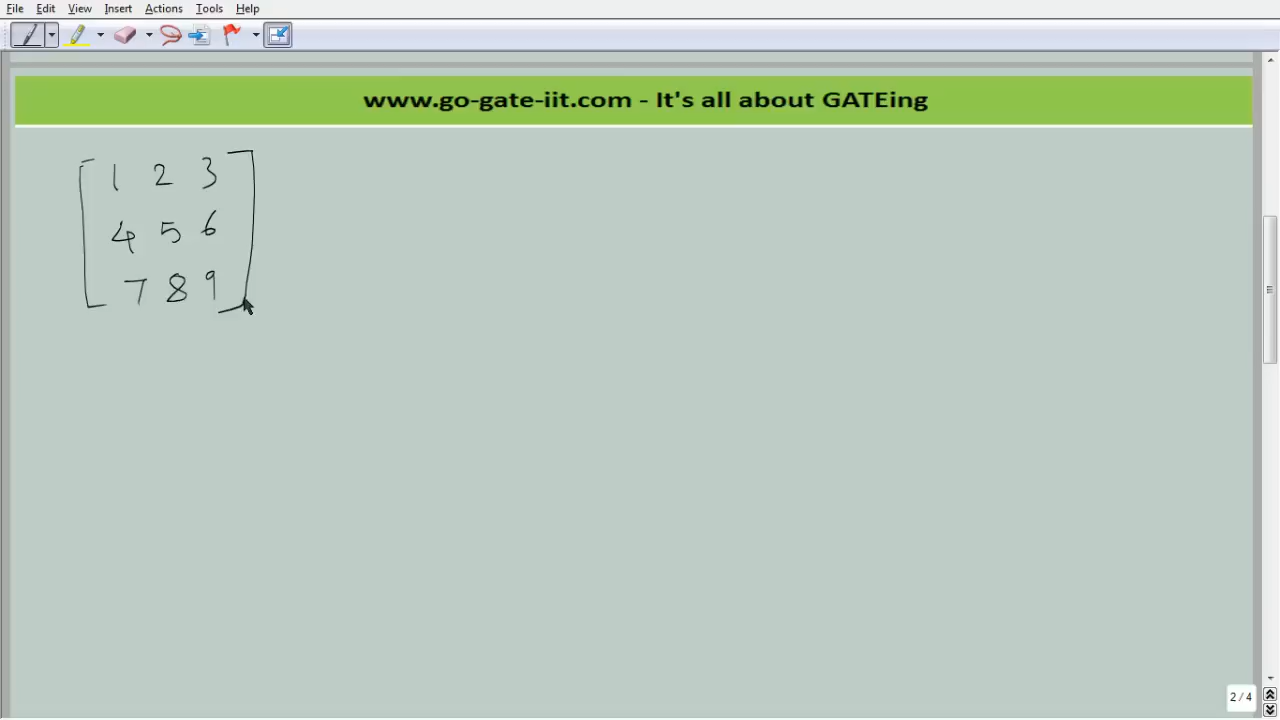 File Edit View Insert Actions Tools Help
www.go-gate-iit.com - It's all about GATEing
1 2 3
4 5 6
7 8 9
2 / 4